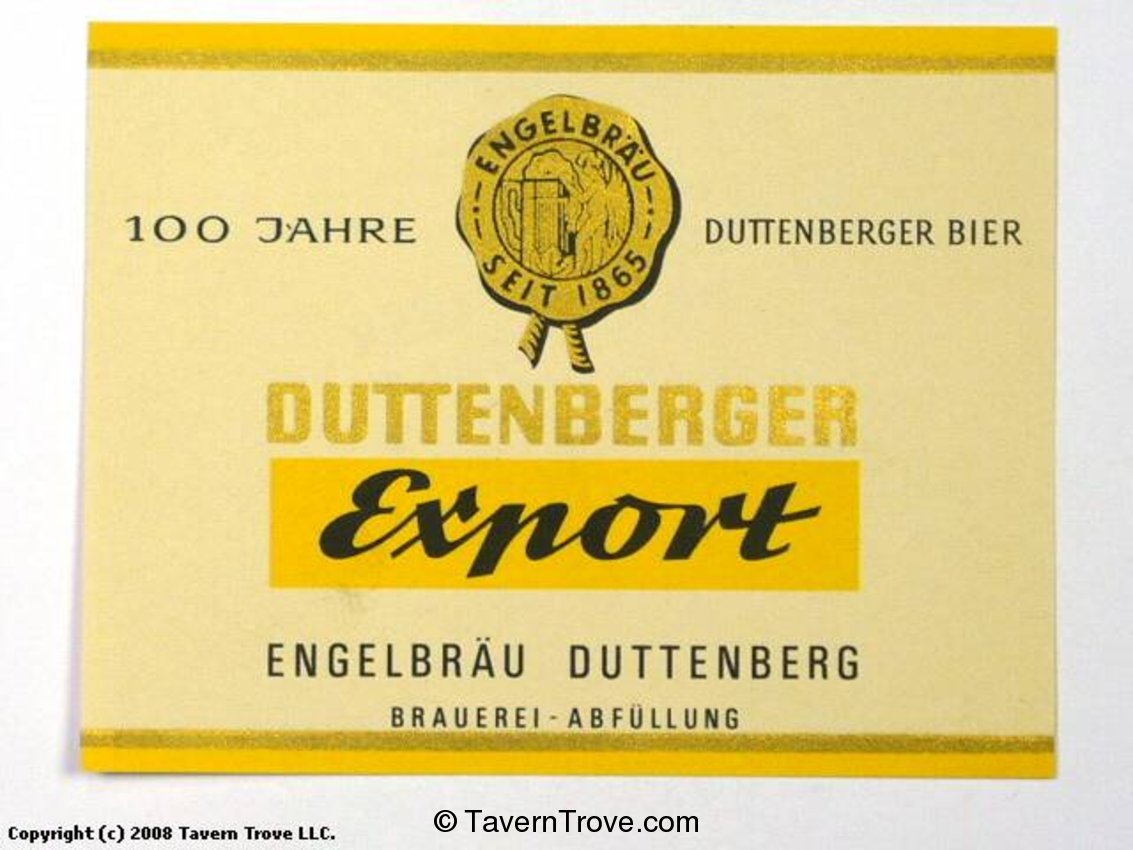 ENGELBRÄU
SEIT 1865
100 JAHRE
DUTTENBERGER BIER
DUTTENBERGER
Export
ENGELBRÄU DUTTENBERG
BRAUEREI-ABFÜLLUNG
Copyright (c) 2008 Tavern Trove LLC.
© TavernTrove.com